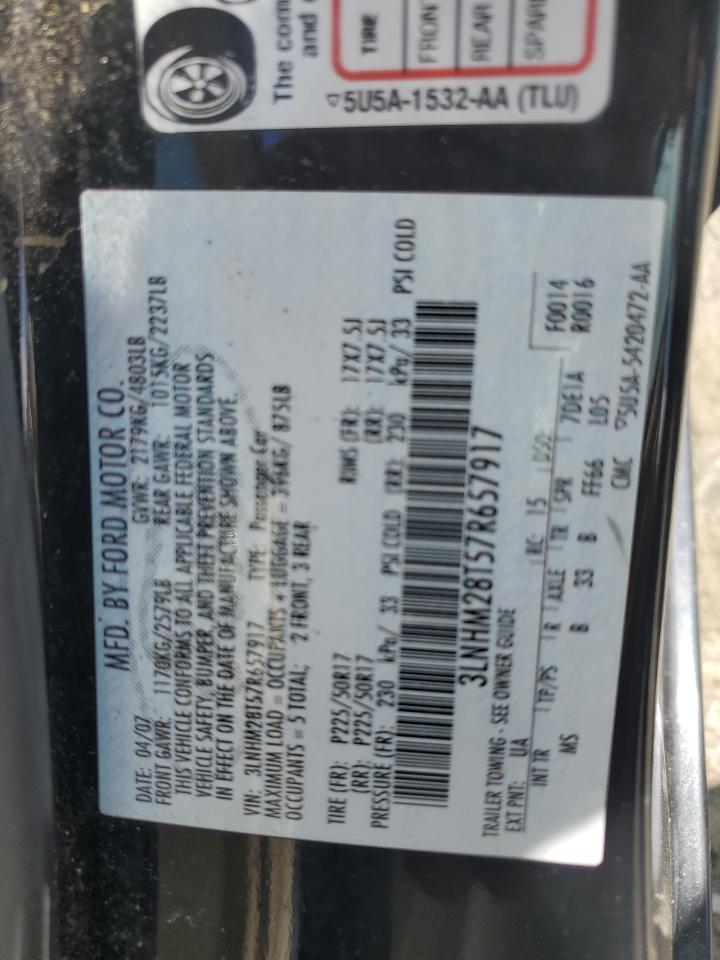 The com
and c
TIRE
FRONT
REAR
SPARE
▽5U5A-1532-AA (TLU)
MFD. BY FORD MOTOR CO.
DATE: 04/07 GVWR: 2179KG/4803LB
FRONT GAWR: 1170KG/2579LB REAR GAWR: 1015KG/2237LB
THIS VEHICLE CONFORMS TO ALL APPLICABLE FEDERAL MOTOR
VEHICLE SAFETY, BUMPER, AND THEFT PREVENTION STANDARDS
IN EFFECT ON THE DATE OF MANUFACTURE SHOWN ABOVE.
VIN: 3LNHM28T57R657917 TYPE: Passenger Car
MAXIMUM LOAD = OCCUPANTS + LUGGAGE = 396KG/ 875LB
OCCUPANTS = 5 TOTAL; 2 FRONT, 3 REAR
TIRE (FR): P225/50R17 RIMS (FR): 17X7.5J
(RR): P225/50R17 (RR): 17X7.5J
PRESSURE (FR): 230 kPa/ 33 PSI COLD (RR): 230 kPa/ 33 PSI COLD
3LNHM28T57R657917
TRAILER TOWING - SEE OWNER GUIDE
EXT PNT: UA RC: 15 DSO: F0014
INT TR TP/PS R AXLE TR SPR 7DE1A R0016
MS B 33 B FF66 L05
CMC ▽5U5A-5420472-AA